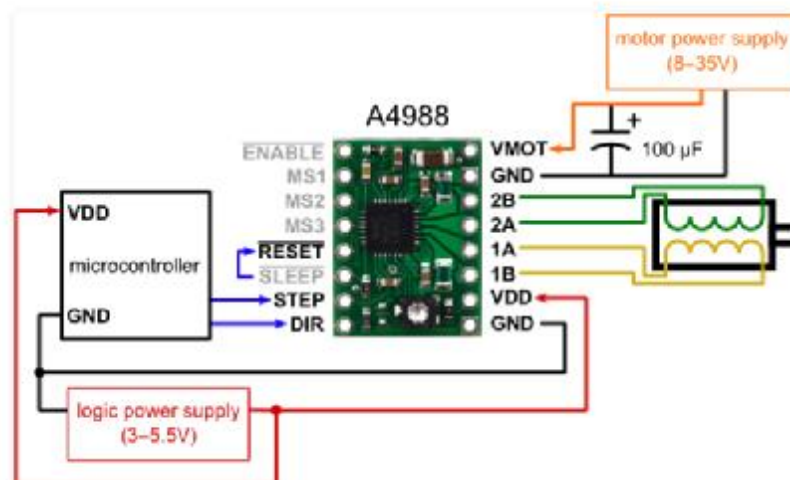 motor power supply
(8–35V)
A4988
ENABLE
MS1
MS2
MS3
RESET
SLEEP
STEP
DIR
VMOT
GND
2B
2A
1A
1B
VDD
GND
+
100 µF
VDD
microcontroller
GND
logic power supply
(3–5.5V)